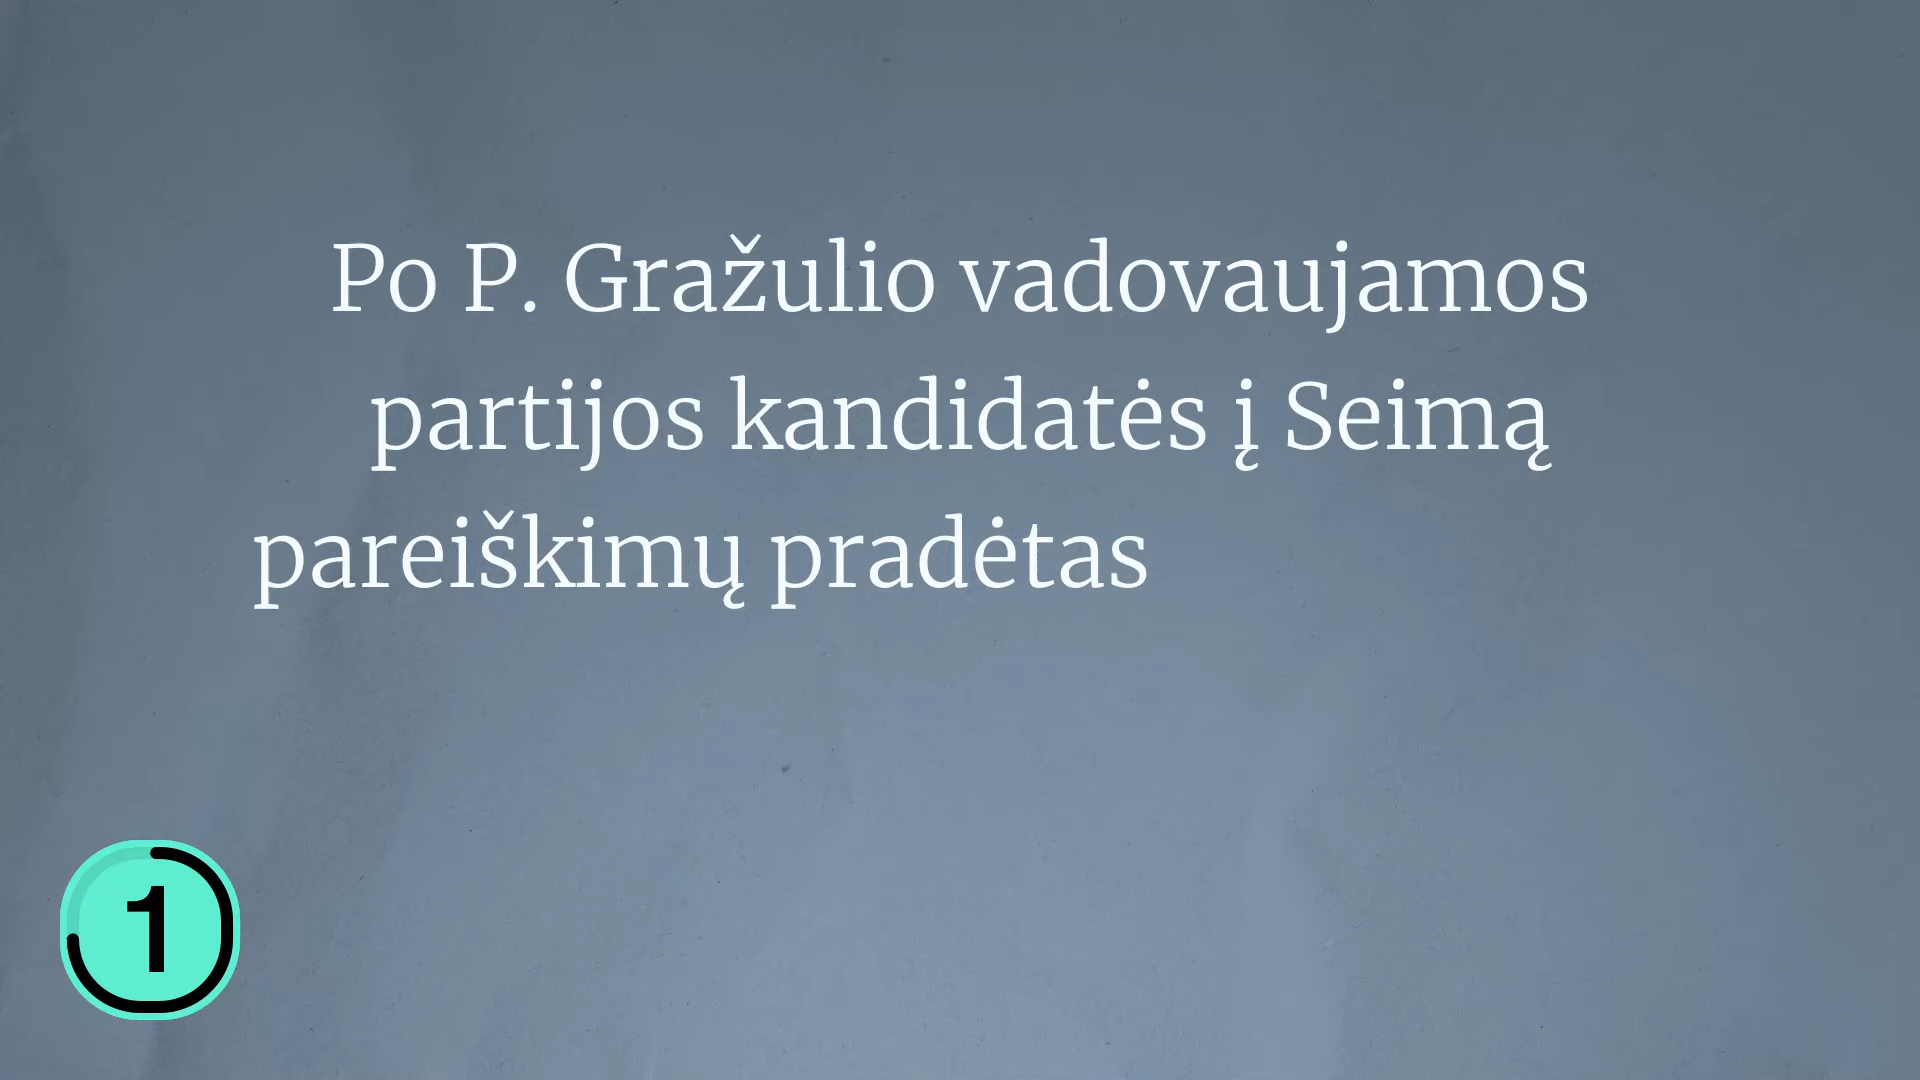 Po P. Gražulio vadovaujamos
partijos kandidatės į Seimą
pareiškimų pradėtas
1